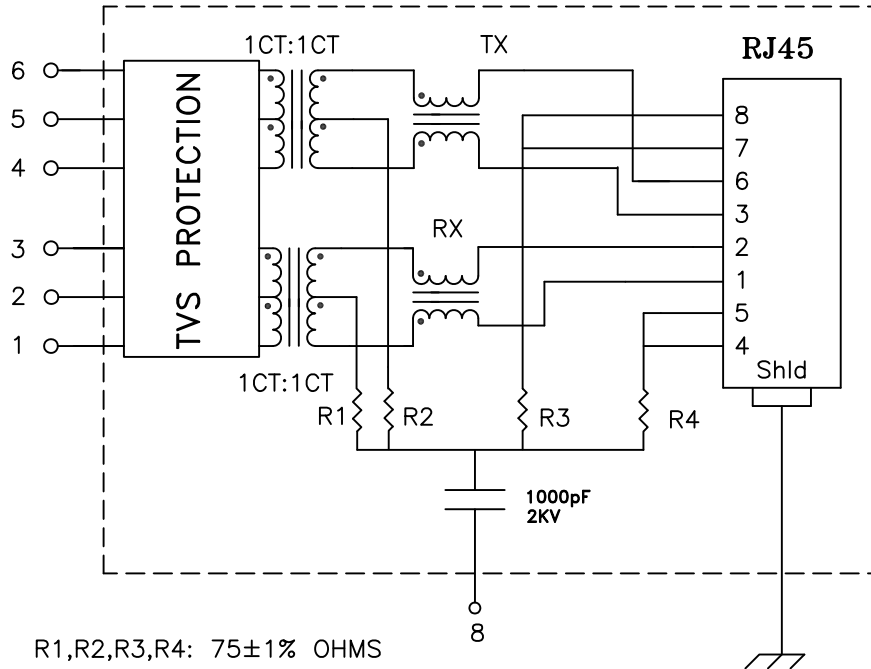 1CT:1CT
TX
RJ45
6
5
4
3
2
1
TVS PROTECTION
RX
8
7
6
3
2
1
5
4
Shld
1CT:1CT
R1
R2
R3
R4
1000pF
2KV
8
R1,R2,R3,R4: 75±1% OHMS